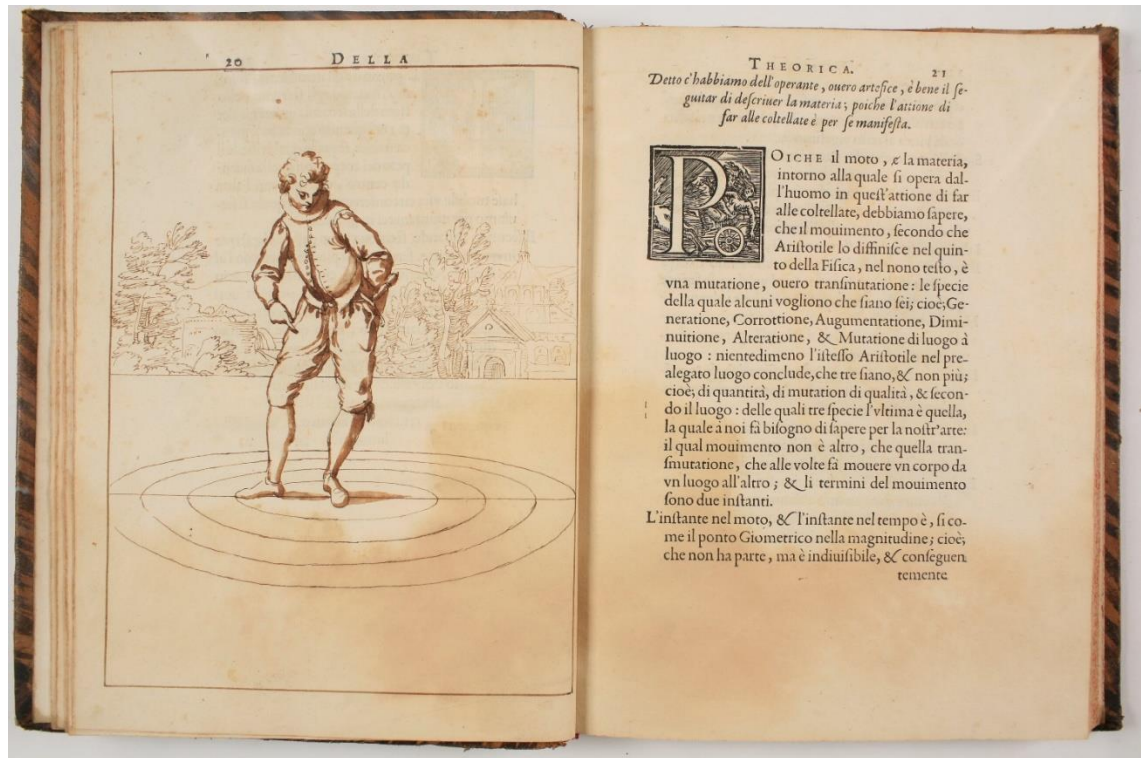 20 DELLA
THEORICA. 21
Detto c'habbiamo dell'operante, ouero artefice, è bene il ſe-
guitar di deſcriuer la materia; poiche l'attione di
far alle coltellate è per ſe manifeſta.
POICHE il moto, è la materia,
intorno alla quale ſi opera dal-
l'huomo in queſt'attione di far
alle coltellate, debbiamo ſapere,
che il mouimento, ſecondo che
Ariſtotile lo diffiniſce nel quin-
to della Fiſica, nel nono teſto, è
vna mutatione, ouero tranſmutatione: le ſpecie
della quale alcuni vogliono che ſiano ſei; cioè; Ge-
neratione, Corrottione, Augumentatione, Dimi-
nuitione, Alteratione, & Mutatione di luogo à
luogo: nientedimeno l'iſteſſo Ariſtotile nel pre-
alegato luogo conclude, che tre ſiano, & non più;
cioè; di quantità, di mutation di qualità, & ſecon-
do il luogo: delle quali tre ſpecie l'vltima è quella,
la quale à noi fà biſogno di ſapere per la noſtr'arte:
il qual mouimento non è altro, che quella tran-
ſmutatione, che alle volte fà mouere vn corpo da
vn luogo all'altro; & li termini del mouimento
ſono due inſtanti.
L'inſtante nel moto, & l'inſtante nel tempo è, ſi co-
me il ponto Giometrico nella magnitudine; cioè;
che non ha parte, ma è indiuiſibile, & conſeguen
temente